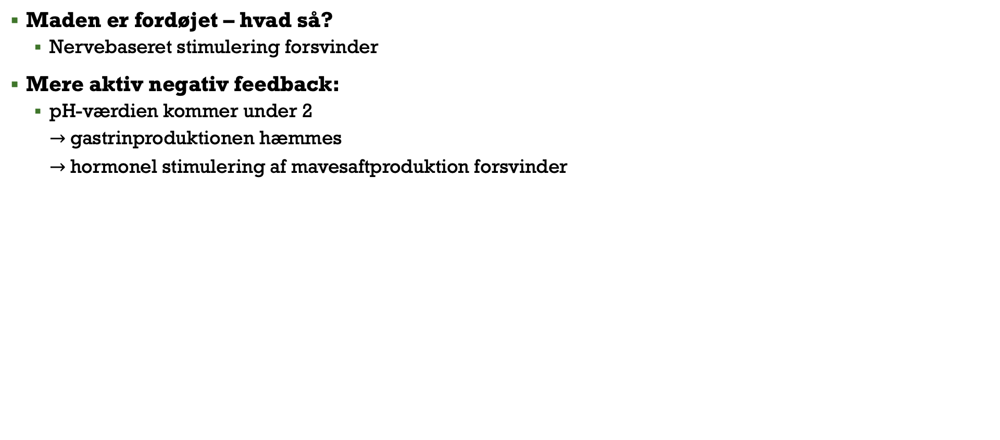 ▪ Maden er fordøjet – hvad så?
▪ Nervebaseret stimulering forsvinder
▪ Mere aktiv negativ feedback:
▪ pH-værdien kommer under 2
→ gastrinproduktionen hæmmes
→ hormonel stimulering af mavesaftproduktion forsvinder